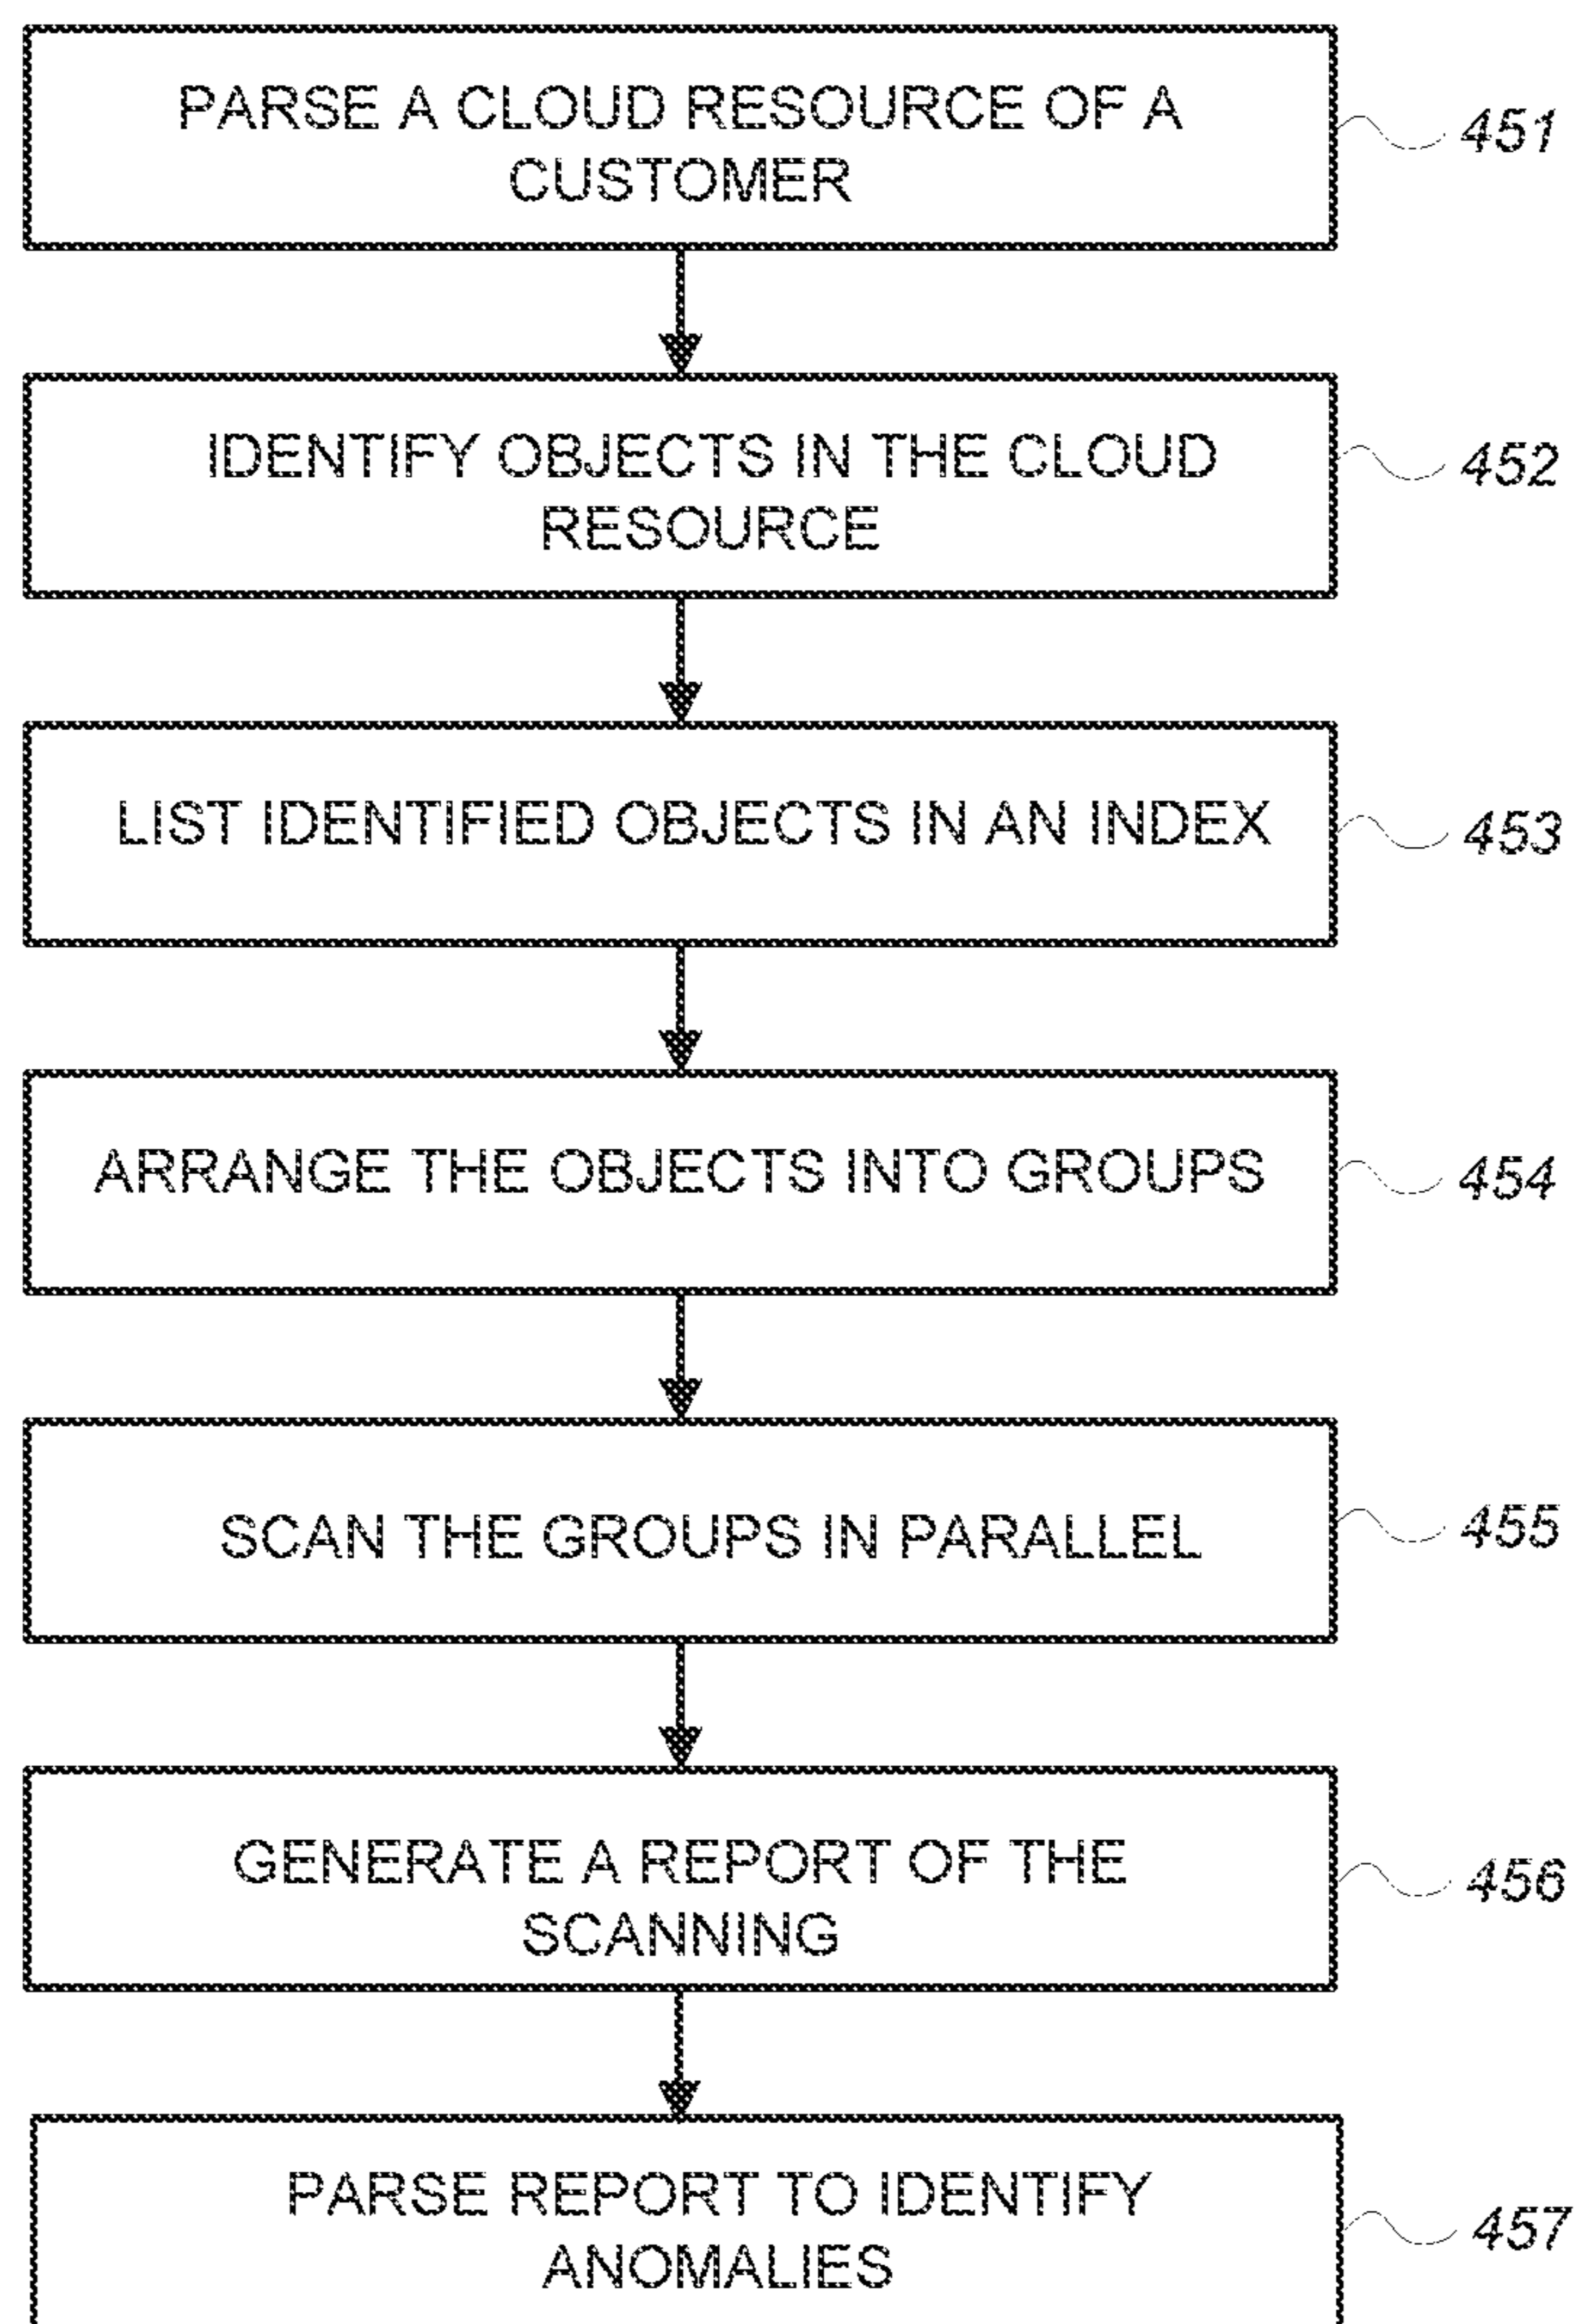 PARSE A CLOUD RESOURCE OF A
CUSTOMER
451
IDENTIFY OBJECTS IN THE CLOUD
RESOURCE
452
LIST IDENTIFIED OBJECTS IN AN INDEX
453
ARRANGE THE OBJECTS INTO GROUPS
454
SCAN THE GROUPS IN PARALLEL
455
GENERATE A REPORT OF THE
SCANNING
456
PARSE REPORT TO IDENTIFY
ANOMALIES
457